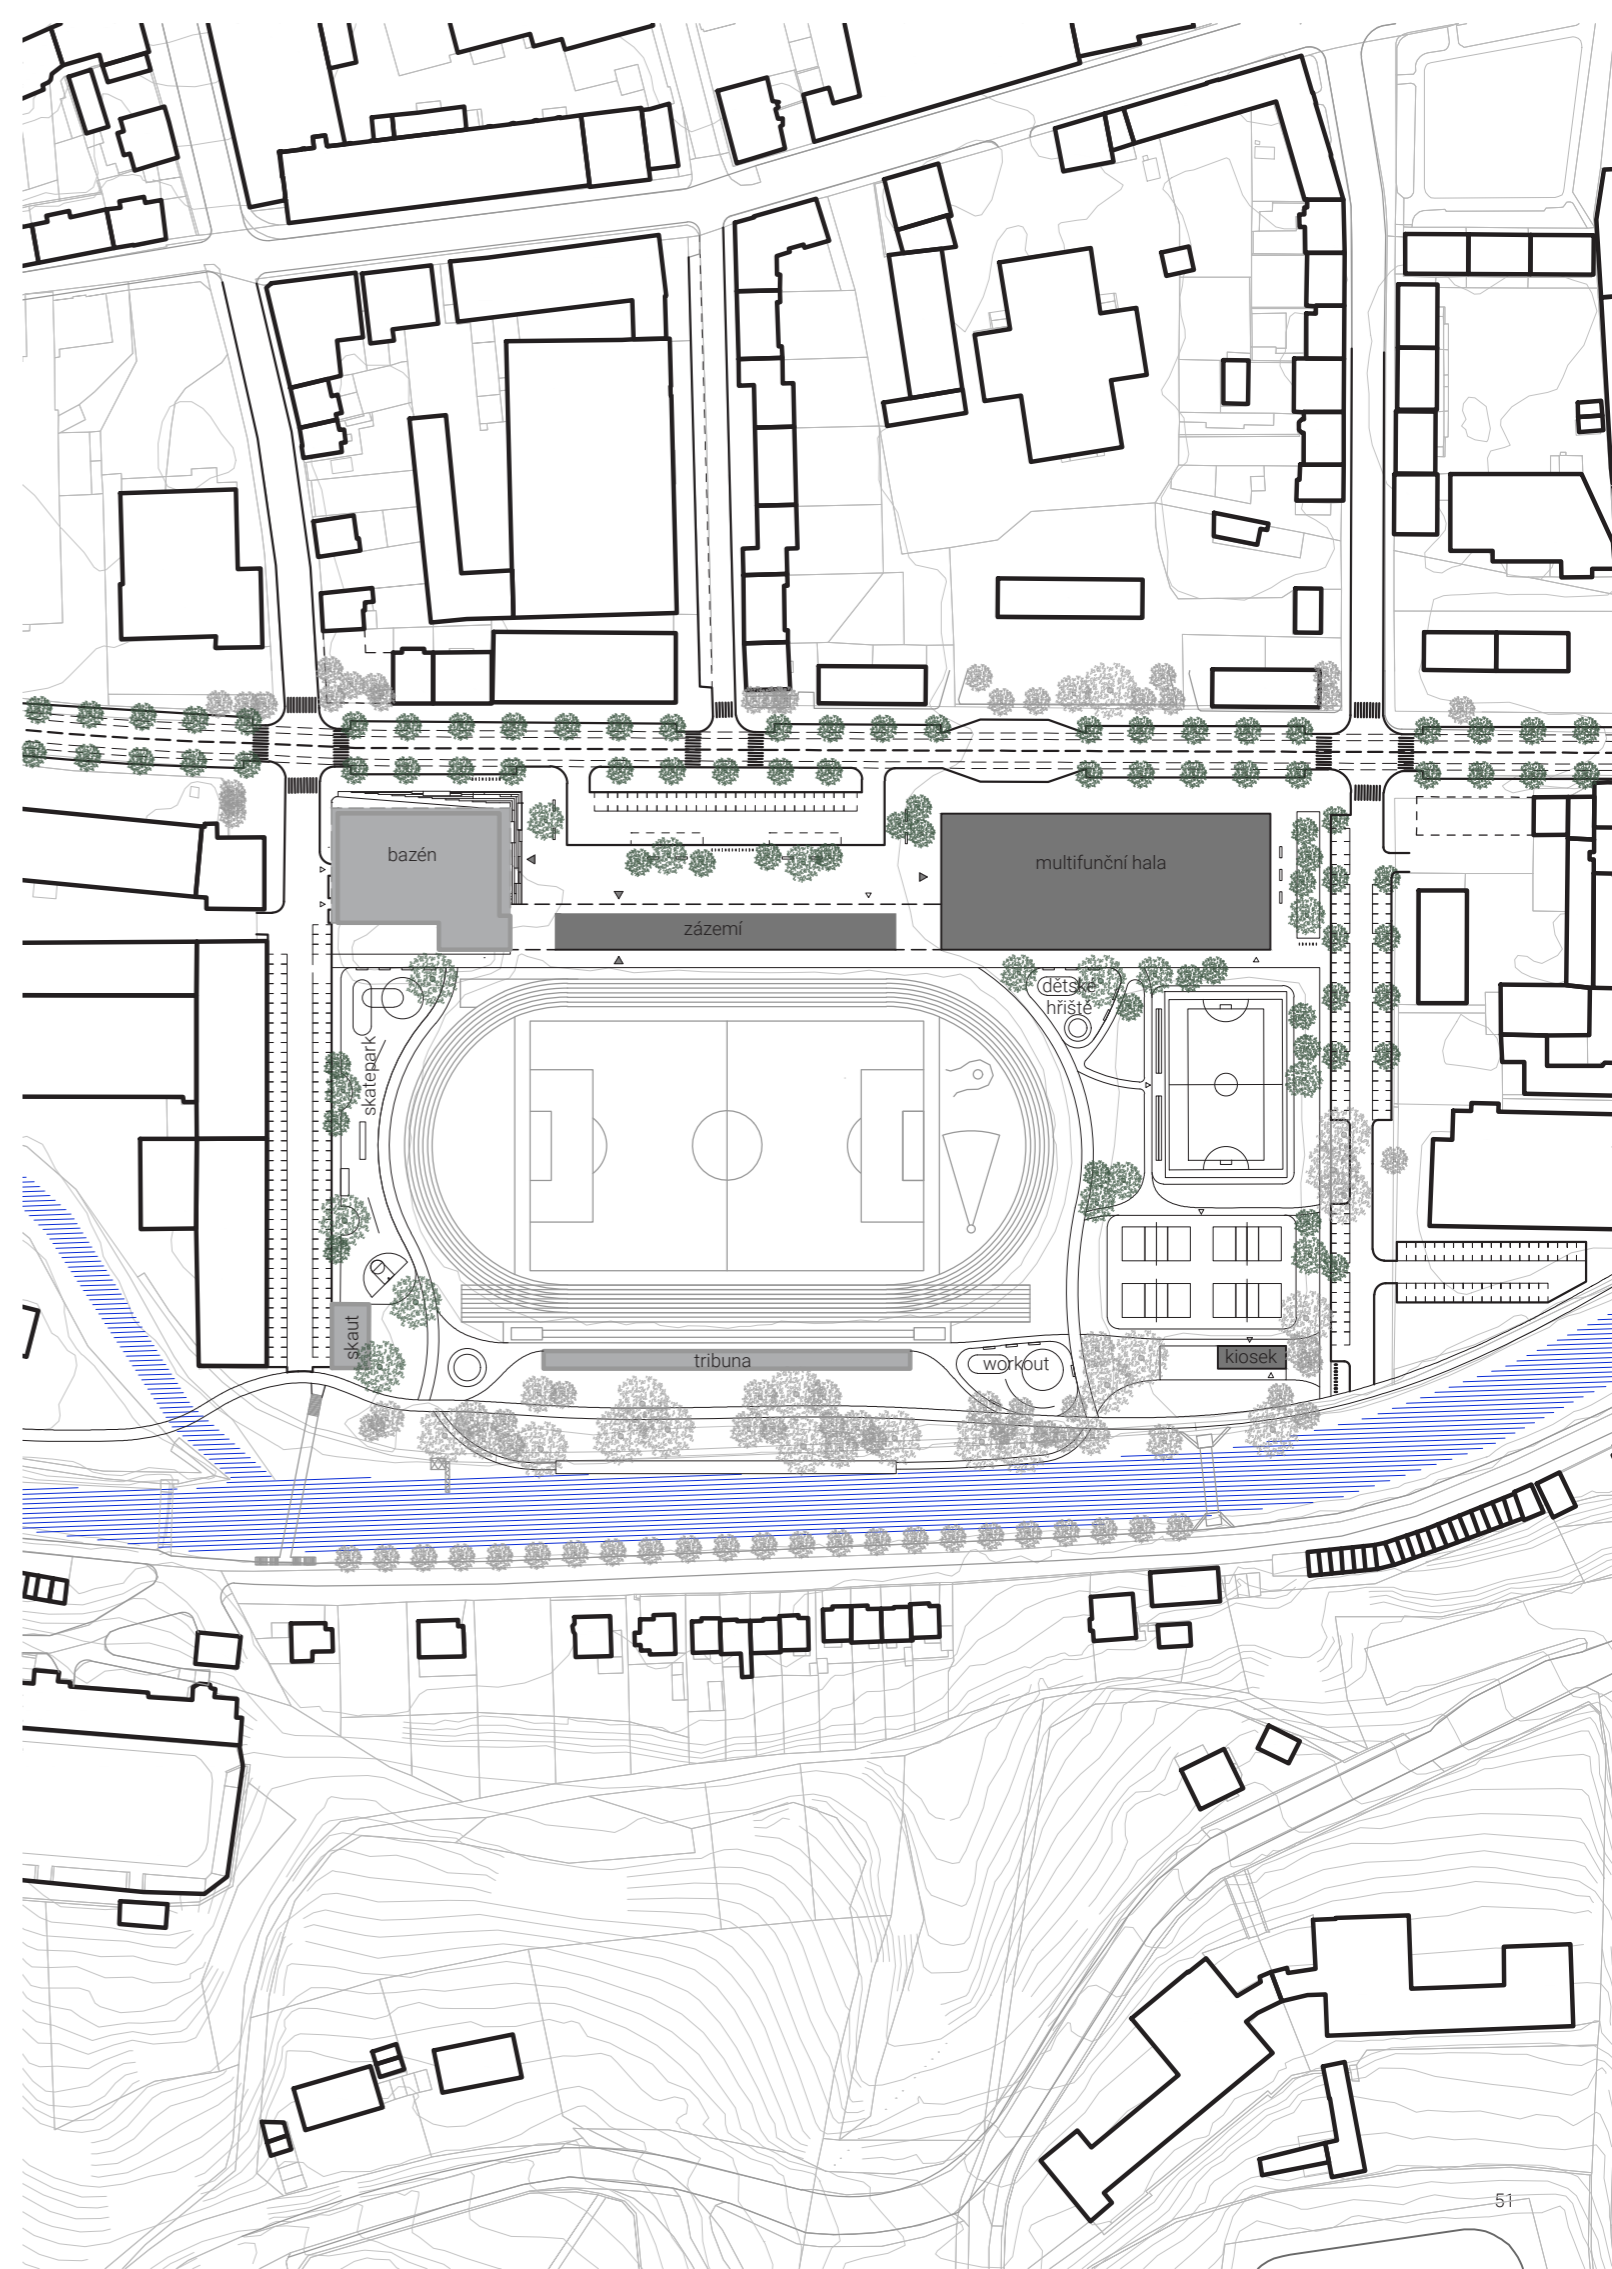 bazén
multifunční hala
zázemí
dětské
hřiště
skatepark
skaut
tribuna
workout
kiosek
51